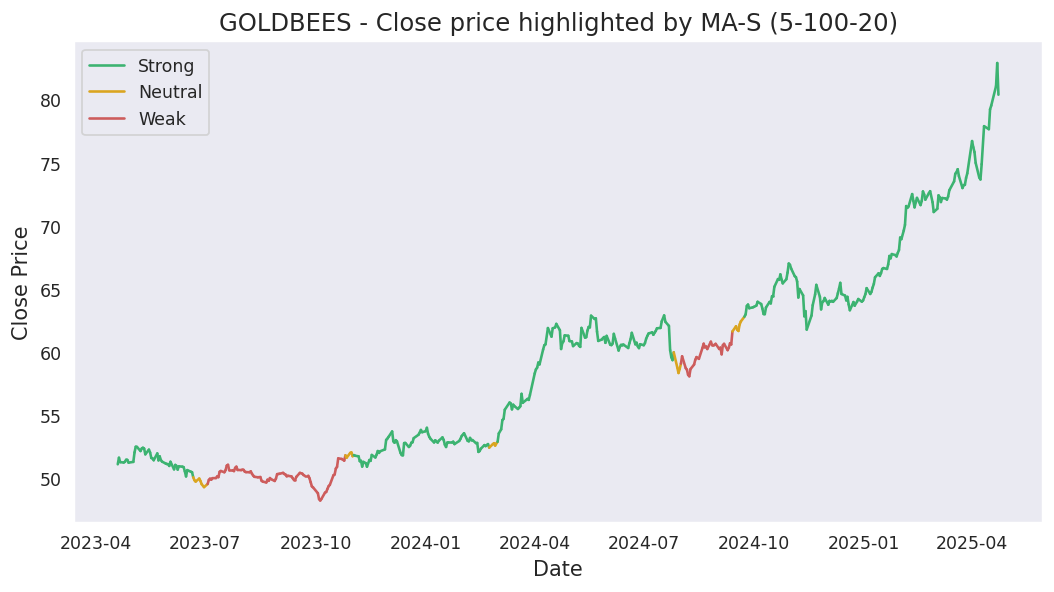 GOLDBEES - Close price highlighted by MA-S (5-100-20)
Strong
Neutral
Weak
Close Price
80
75
70
65
60
55
50
2023-04 2023-07 2023-10 2024-01 2024-04 2024-07 2024-10 2025-01 2025-04
Date